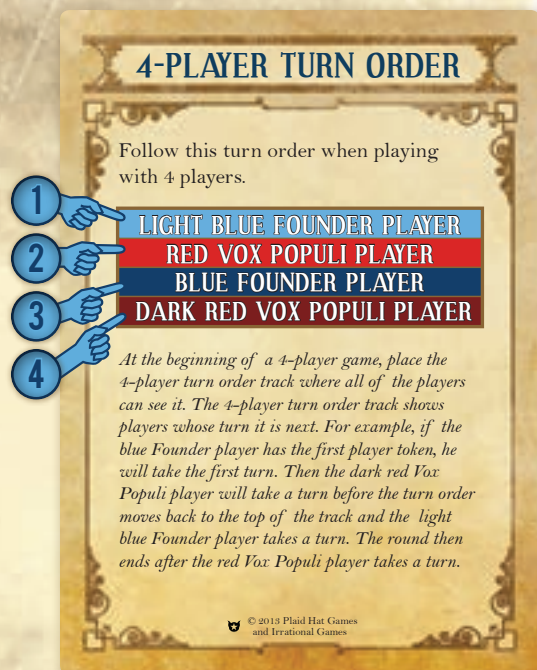 4-PLAYER TURN ORDER
Follow this turn order when playing
with 4 players.
1
LIGHT BLUE FOUNDER PLAYER
2
RED VOX POPULI PLAYER
3
BLUE FOUNDER PLAYER
4
DARK RED VOX POPULI PLAYER
At the beginning of a 4-player game, place the
4-player turn order track where all of the players
can see it. The 4-player turn order track shows
players whose turn it is next. For example, if the
blue Founder player has the first player token, he
will take the first turn. Then the dark red Vox
Populi player will take a turn before the turn order
moves back to the top of the track and the light
blue Founder player takes a turn. The round then
ends after the red Vox Populi player takes a turn.
© 2013 Plaid Hat Games
and Irrational Games